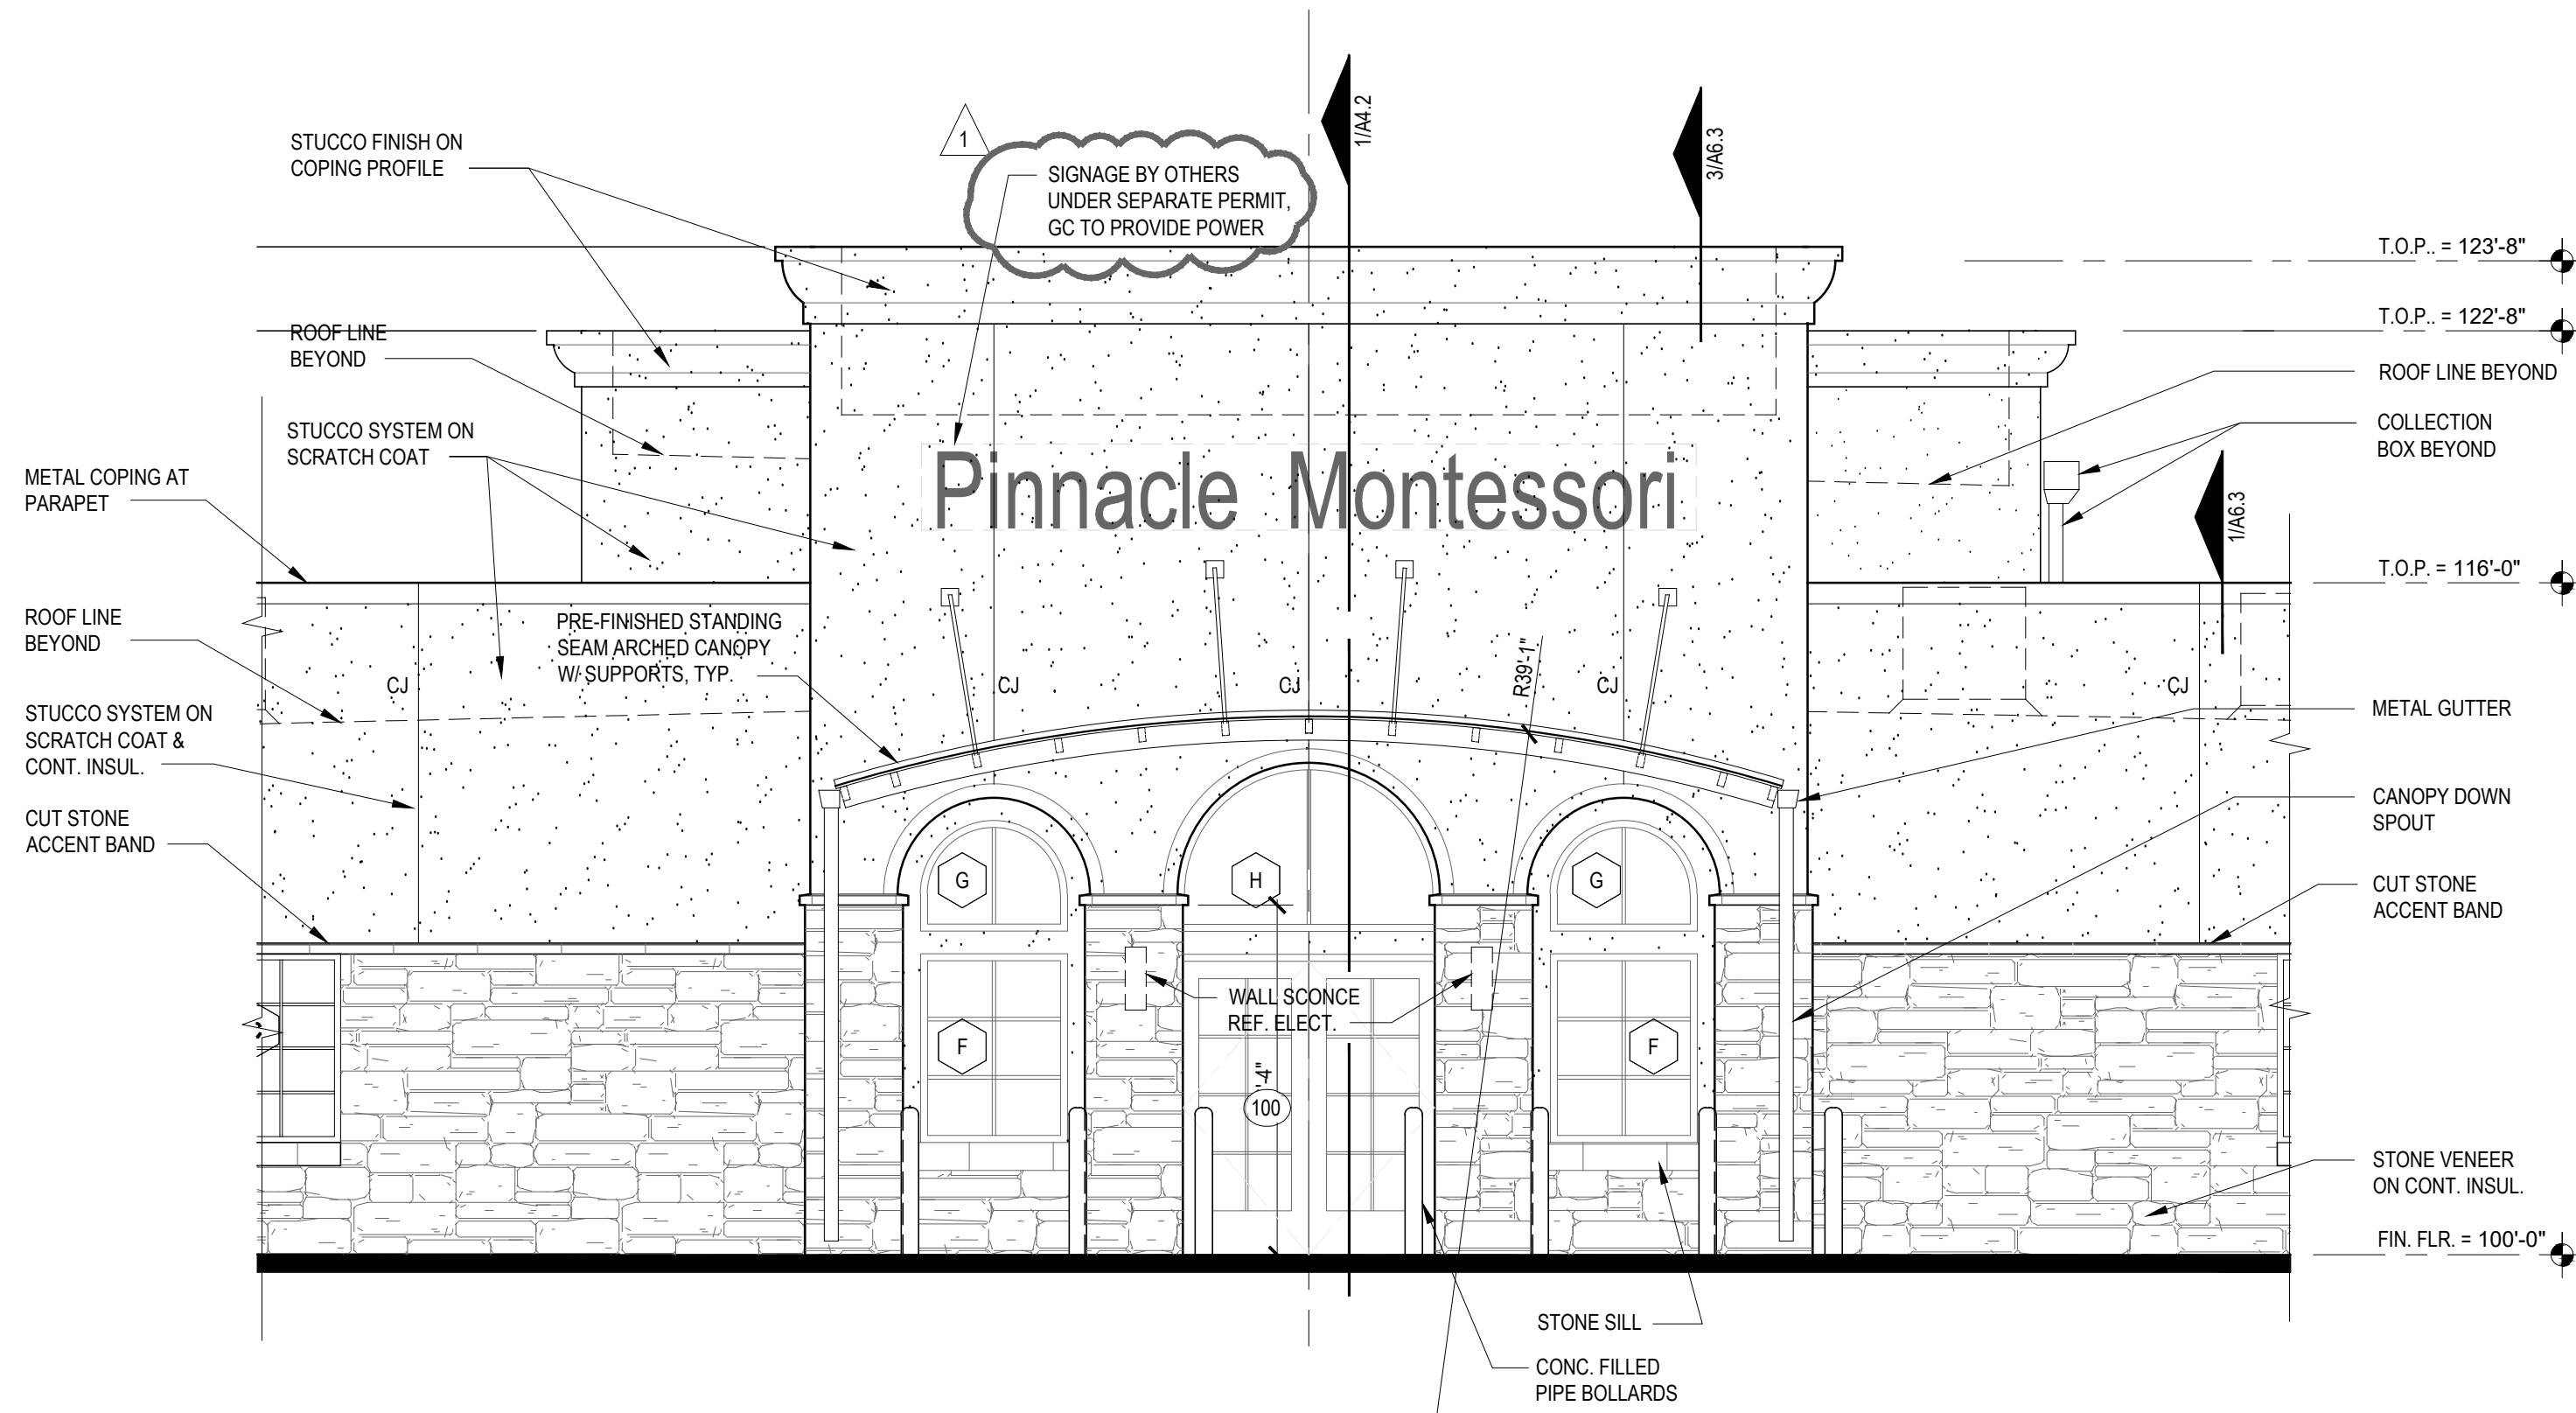 1
SIGNAGE BY OTHERS
UNDER SEPARATE PERMIT,
GC TO PROVIDE POWER
1/A4.2
3/A6.3
STUCCO FINISH ON
COPING PROFILE
ROOF LINE
BEYOND
STUCCO SYSTEM ON
SCRATCH COAT
METAL COPING AT
PARAPET
ROOF LINE
BEYOND
STUCCO SYSTEM ON
SCRATCH COAT &
CONT. INSUL.
CUT STONE
ACCENT BAND
PRE-FINISHED STANDING
SEAM ARCHED CANOPY
W/ SUPPORTS, TYP.
Pinnacle Montessori
CJ
CJ
CJ
CJ
CJ
R39'-1"
G
H
G
F
F
WALL SCONCE
REF. ELECT.
'-4"
100
T.O.P.. = 123'-8"
T.O.P.. = 122'-8"
ROOF LINE BEYOND
COLLECTION
BOX BEYOND
1/A6.3
T.O.P. = 116'-0"
METAL GUTTER
CANOPY DOWN
SPOUT
CUT STONE
ACCENT BAND
STONE VENEER
ON CONT. INSUL.
FIN. FLR. = 100'-0"
STONE SILL
CONC. FILLED
PIPE BOLLARDS